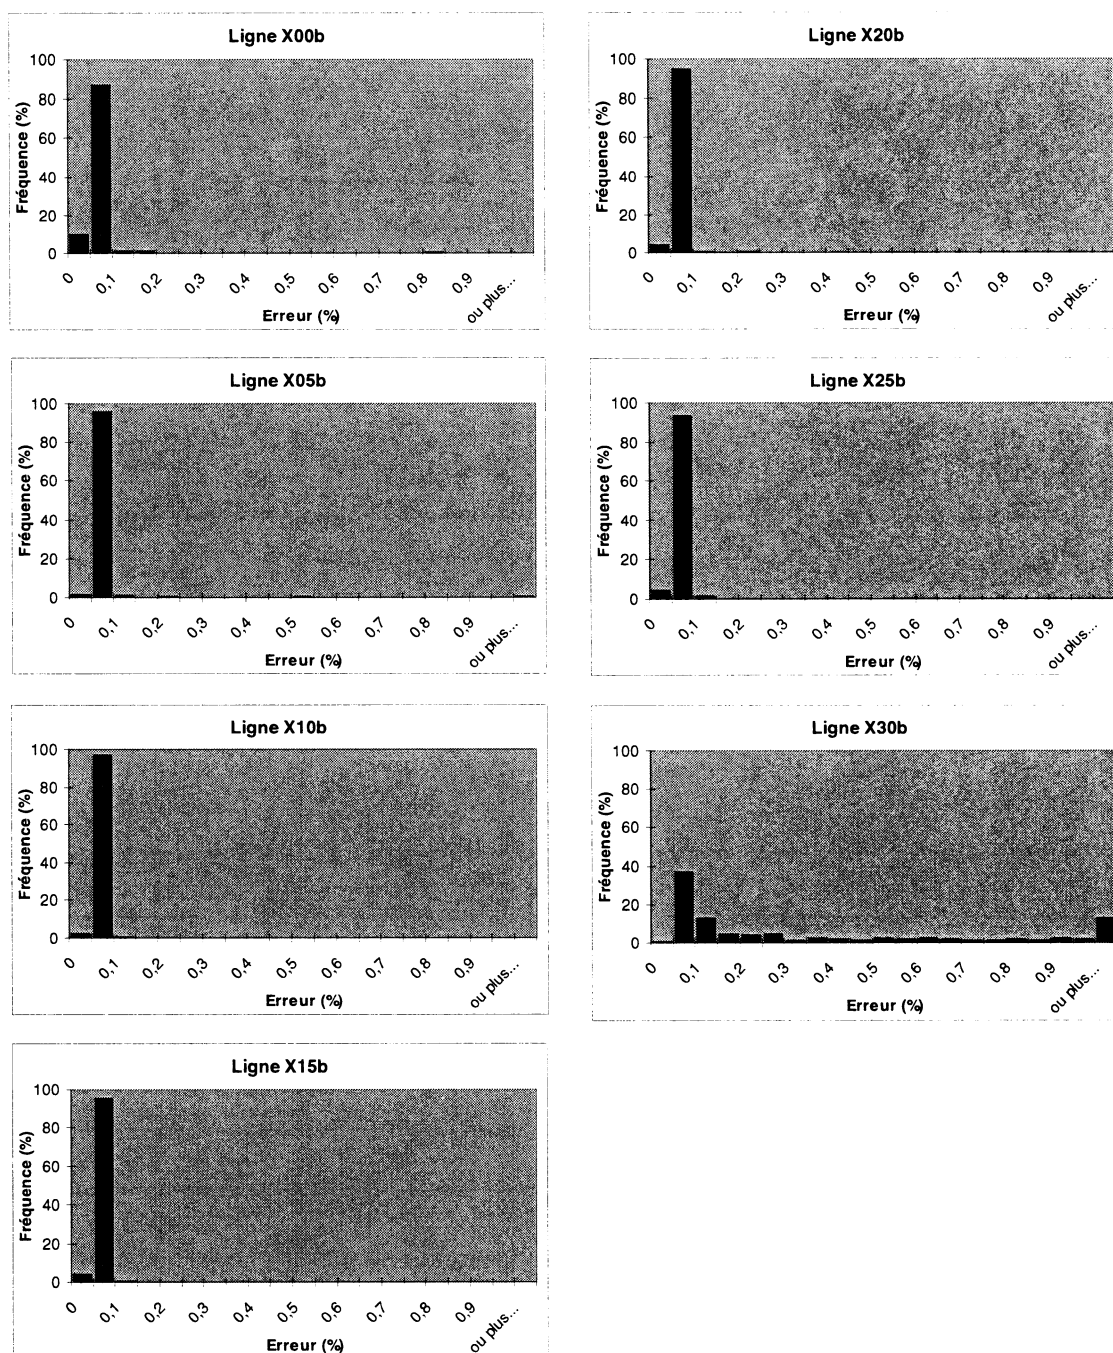 Ligne X00b
Fréquence (%)
100
80
60
40
20
0
0 0,1 0,2 0,3 0,4 0,5 0,6 0,7 0,8 0,9 ou plus...
Erreur (%)
Ligne X20b
Fréquence (%)
100
80
60
40
20
0
0 0,1 0,2 0,3 0,4 0,5 0,6 0,7 0,8 0,9 ou plus...
Erreur (%)
Ligne X05b
Fréquence (%)
100
80
60
40
20
0
0 0,1 0,2 0,3 0,4 0,5 0,6 0,7 0,8 0,9 ou plus...
Erreur (%)
Ligne X25b
Fréquence (%)
100
80
60
40
20
0
0 0,1 0,2 0,3 0,4 0,5 0,6 0,7 0,8 0,9 ou plus...
Erreur (%)
Ligne X10b
Fréquence (%)
100
80
60
40
20
0
0 0,1 0,2 0,3 0,4 0,5 0,6 0,7 0,8 0,9 ou plus...
Erreur (%)
Ligne X30b
Fréquence (%)
100
80
60
40
20
0
0 0,1 0,2 0,3 0,4 0,5 0,6 0,7 0,8 0,9 ou plus...
Erreur (%)
Ligne X15b
Fréquence (%)
100
80
60
40
20
0
0 0,1 0,2 0,3 0,4 0,5 0,6 0,7 0,8 0,9 ou plus...
Erreur (%)